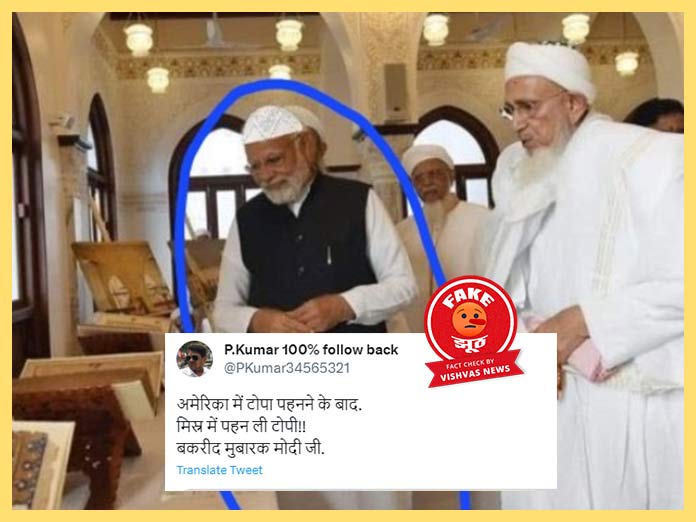 FAKE
झूठ
FACT CHECK BY
VISHVAS NEWS
P.Kumar 100% follow back
@PKumar34565321
अमेरिका में टोपा पहनने के बाद.
मिस्र में पहन ली टोपी!!
बकरीद मुबारक मोदी जी.
Translate Tweet